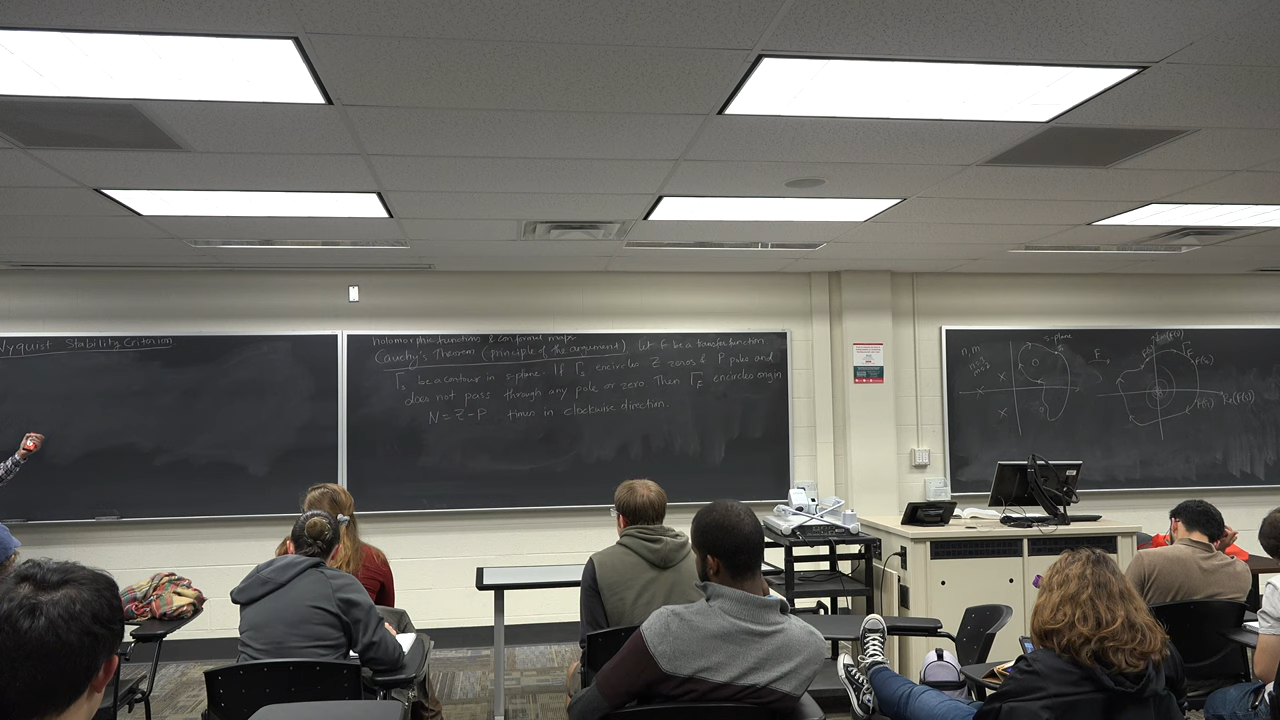 Nyquist Stability Criterion
holomorphic functions & conformal maps
Cauchy's Theorem (principle of the argument) Let F be a transfer function
Γs be a contour in s-plane. If Γs encircles Z zeros & P poles and
does not pass through any pole or zero. Then ΓF encircles origin
N = Z - P times in clockwise direction.
n, m
s-plane
F
Im(F(s))
ΓF
F(s)
Re(F(s))